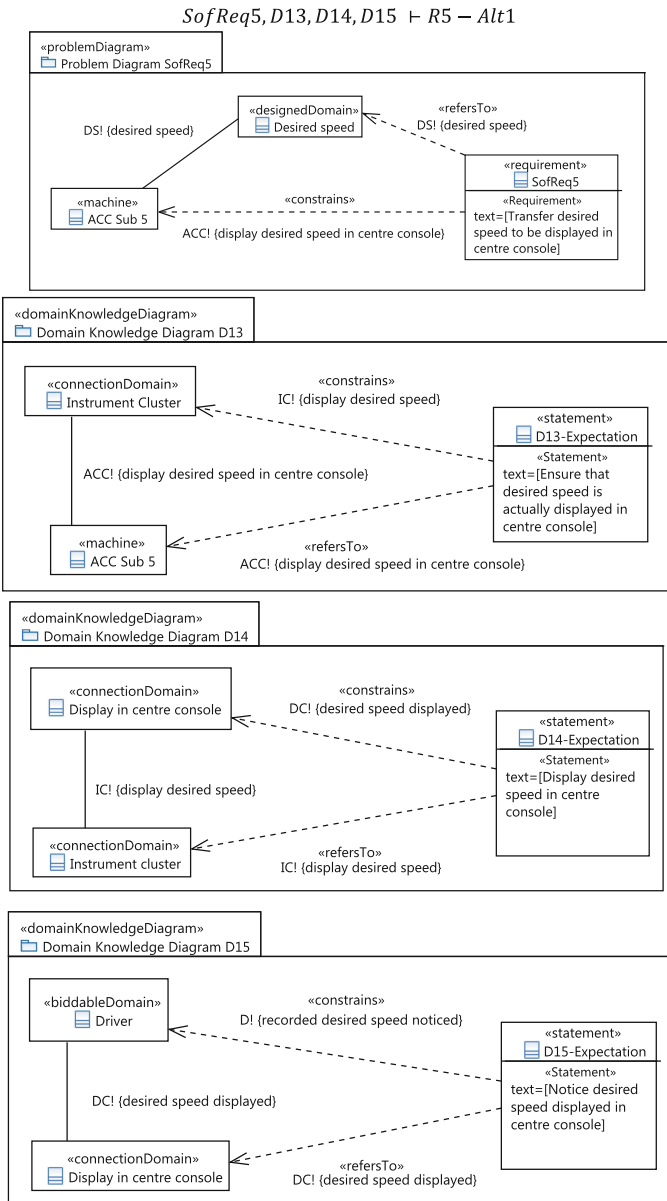 SofReq5, D13, D14, D15 ⊢ R5 − Alt1
«problemDiagram»
Problem Diagram SofReq5
«designedDomain»
Desired speed
DS! {desired speed}
«refersTo»
DS! {desired speed}
«requirement»
SofReq5
«Requirement»
text=[Transfer desired
speed to be displayed in
centre console]
«machine»
ACC Sub 5
«constrains»
ACC! {display desired speed in centre console}
«domainKnowledgeDiagram»
Domain Knowledge Diagram D13
«connectionDomain»
Instrument Cluster
«constrains»
IC! {display desired speed}
«statement»
D13-Expectation
«Statement»
text=[Ensure that
desired speed is
actually displayed in
centre console]
ACC! {display desired speed in centre console}
«machine»
ACC Sub 5
«refersTo»
ACC! {display desired speed in centre console}
«domainKnowledgeDiagram»
Domain Knowledge Diagram D14
«connectionDomain»
Display in centre console
«constrains»
DC! {desired speed displayed}
«statement»
D14-Expectation
«Statement»
text=[Display desired
speed in centre
console]
IC! {display desired speed}
«connectionDomain»
Instrument cluster
«refersTo»
IC! {display desired speed}
«domainKnowledgeDiagram»
Domain Knowledge Diagram D15
«biddableDomain»
Driver
«constrains»
D! {recorded desired speed noticed}
«statement»
D15-Expectation
«Statement»
text=[Notice desired
speed displayed in
centre console]
DC! {desired speed displayed}
«connectionDomain»
Display in centre console
«refersTo»
DC! {desired speed displayed}